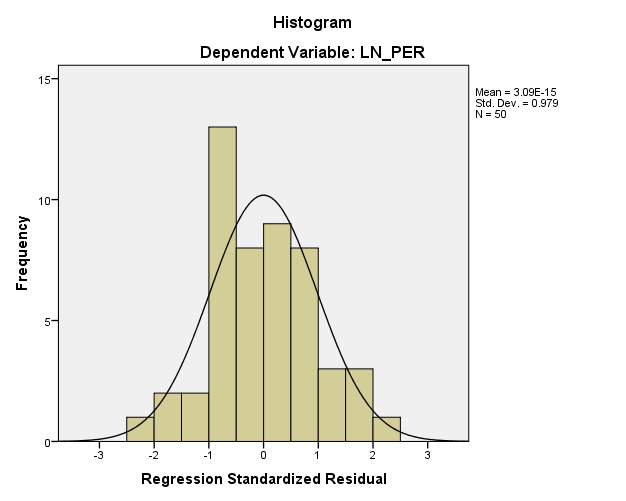 Histogram
Dependent Variable: LN_PER
Mean = 3.09E-15
Std. Dev. = 0.979
N = 50
Frequency
15
10
5
0
-3 -2 -1 0 1 2 3
Regression Standardized Residual